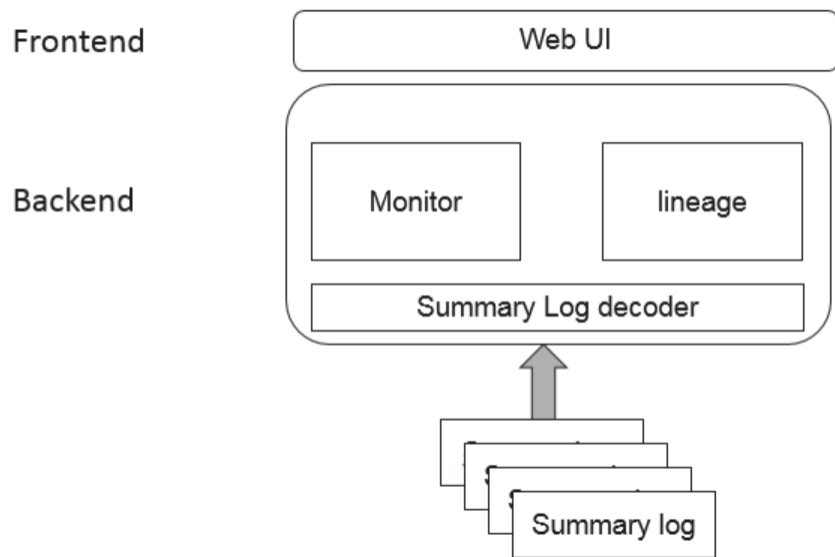 Frontend
Web UI
Backend
Monitor
lineage
Summary Log decoder
Summary log